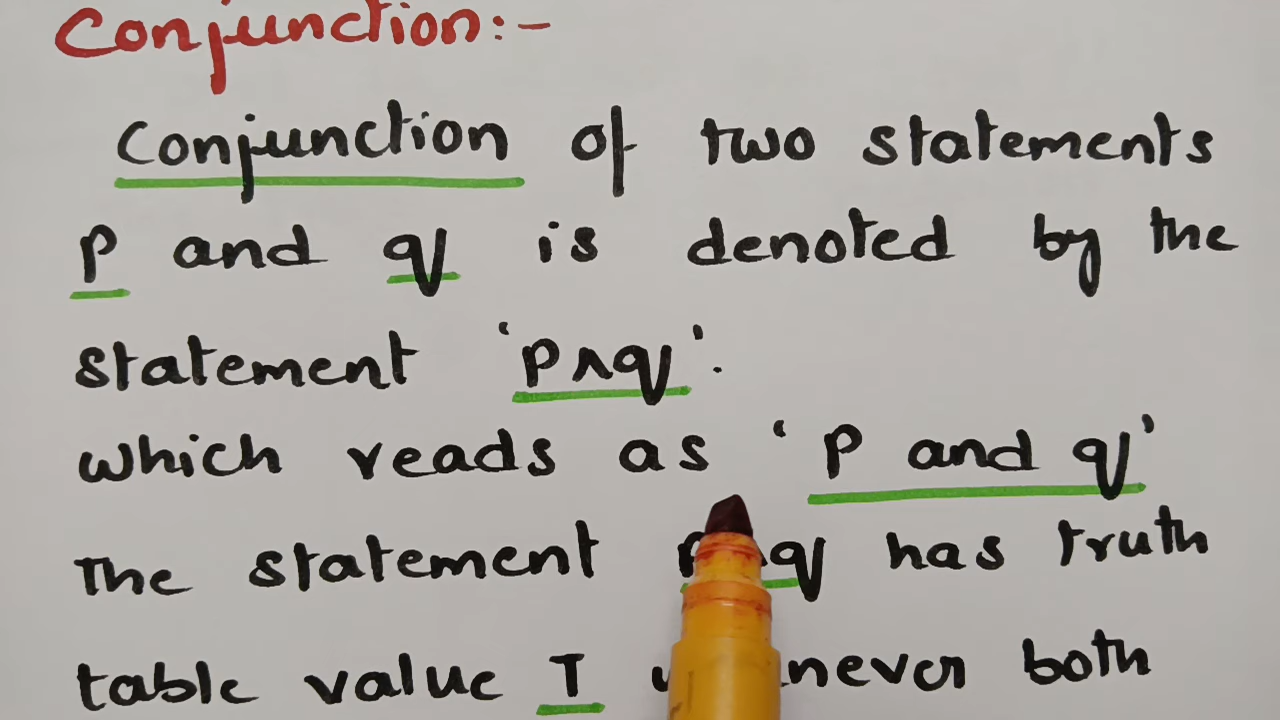 Conjunction:-
Conjunction of two statements
p and q is denoted by the
statement 'p∧q'.
which reads as 'p and q'
The statement q has truth
table value T both